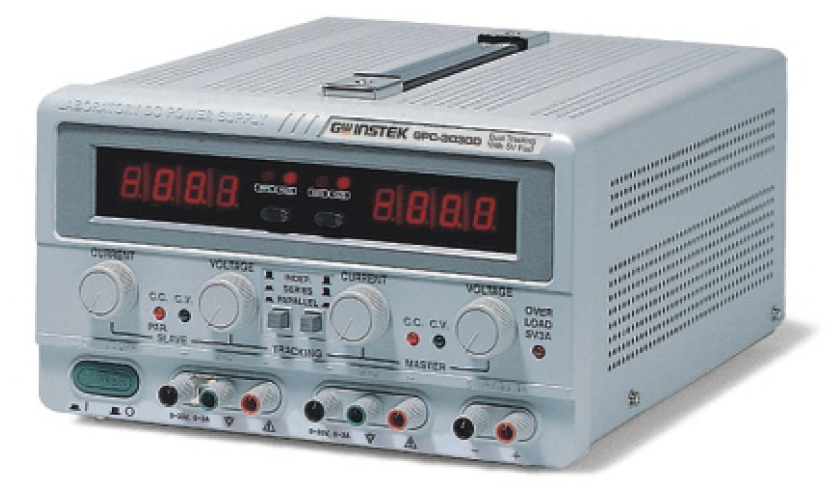 LABORATORY DC POWER SUPPLY
GW INSTEK GPC-3030D
Dual Tracking
With 5V Fixed
8.8.8.8
8.8.8.8
CURRENT
VOLTAGE
INDEP.
SERIES
PARALLEL
CURRENT
VOLTAGE
C.C. C.V.
PAR.
SLAVE
TRACKING
C.C. C.V.
MASTER
OVER
LOAD
5V3A
0~30V, 0~3A
0~30V, 0~3A
- +